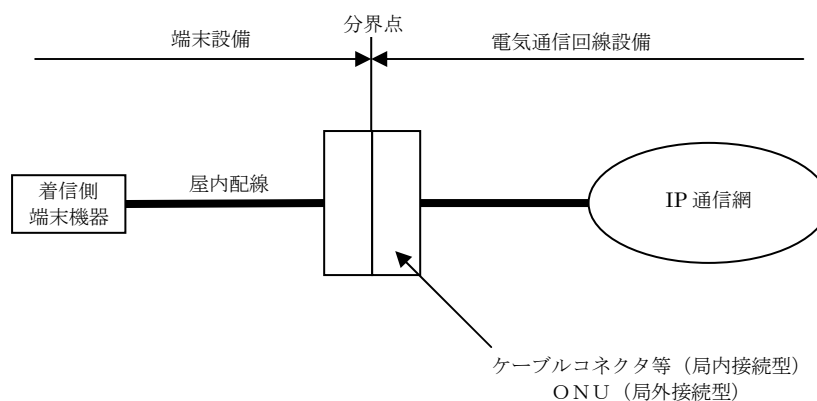 分界点
端末設備
電気通信回線設備
着信側
端末機器
屋内配線
IP 通信網
ケーブルコネクタ等（局内接続型）
ＯＮＵ（局外接続型）